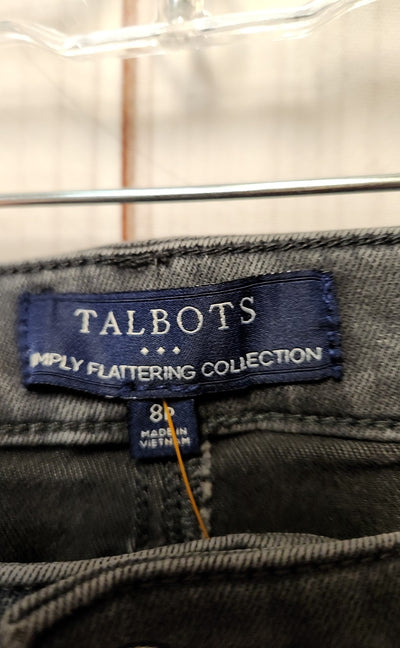 TALBOTS
IMPLY FLATTERING COLLECTION
8P
MADE IN
VIETNAM